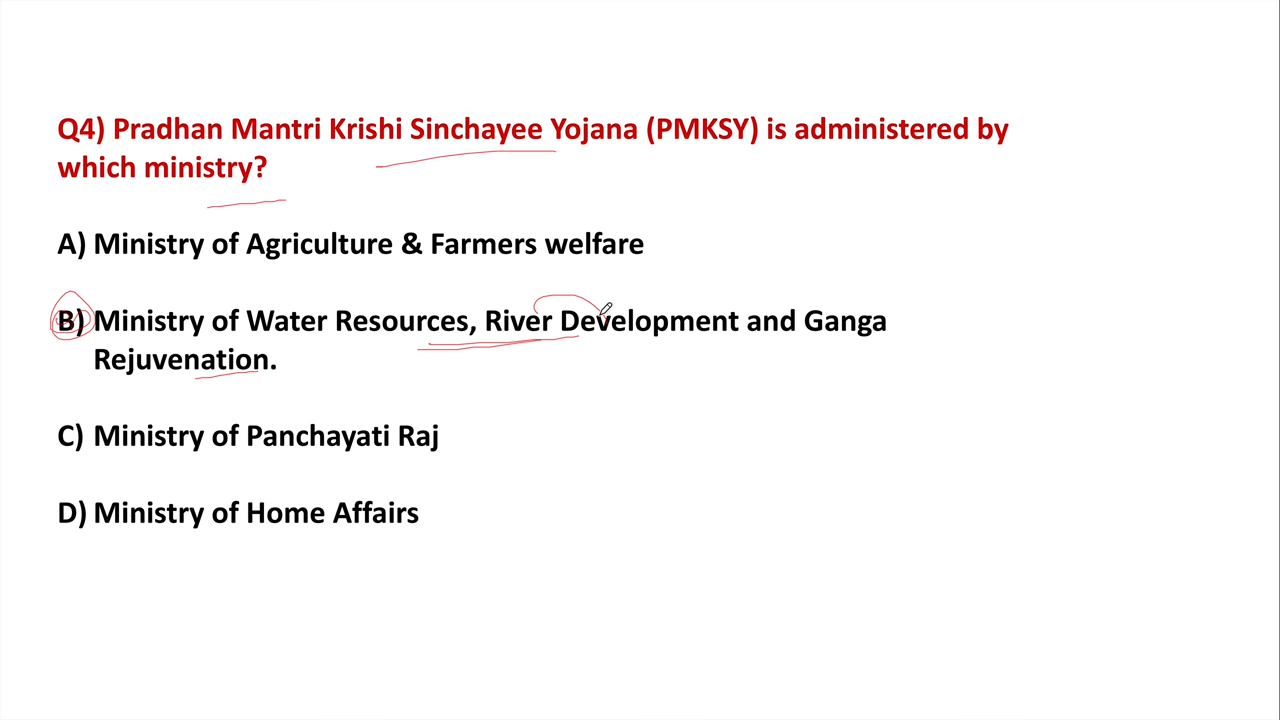 Q4) Pradhan Mantri Krishi Sinchayee Yojana (PMKSY) is administered by
which ministry?
A) Ministry of Agriculture & Farmers welfare
B) Ministry of Water Resources, River Development and Ganga
Rejuvenation.
C) Ministry of Panchayati Raj
D) Ministry of Home Affairs